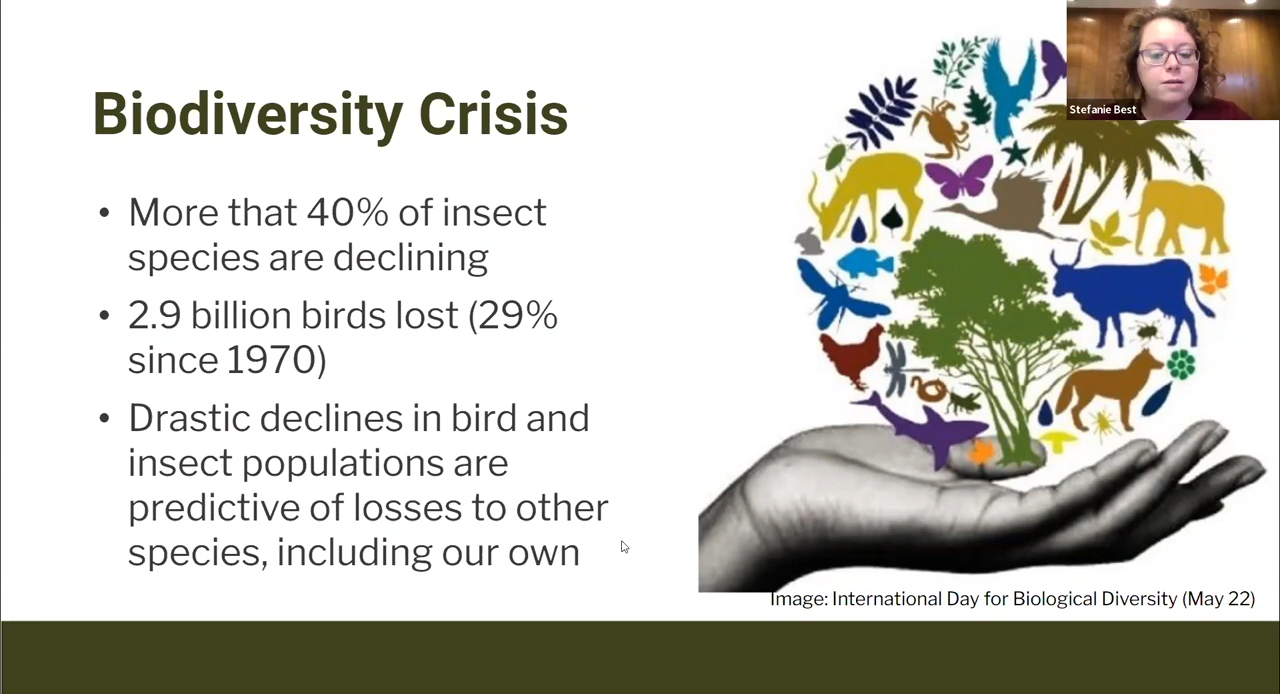 Stefanie Best
Biodiversity Crisis
• More that 40% of insect
species are declining
• 2.9 billion birds lost (29%
since 1970)
• Drastic declines in bird and
insect populations are
predictive of losses to other
species, including our own
Image: International Day for Biological Diversity (May 22)